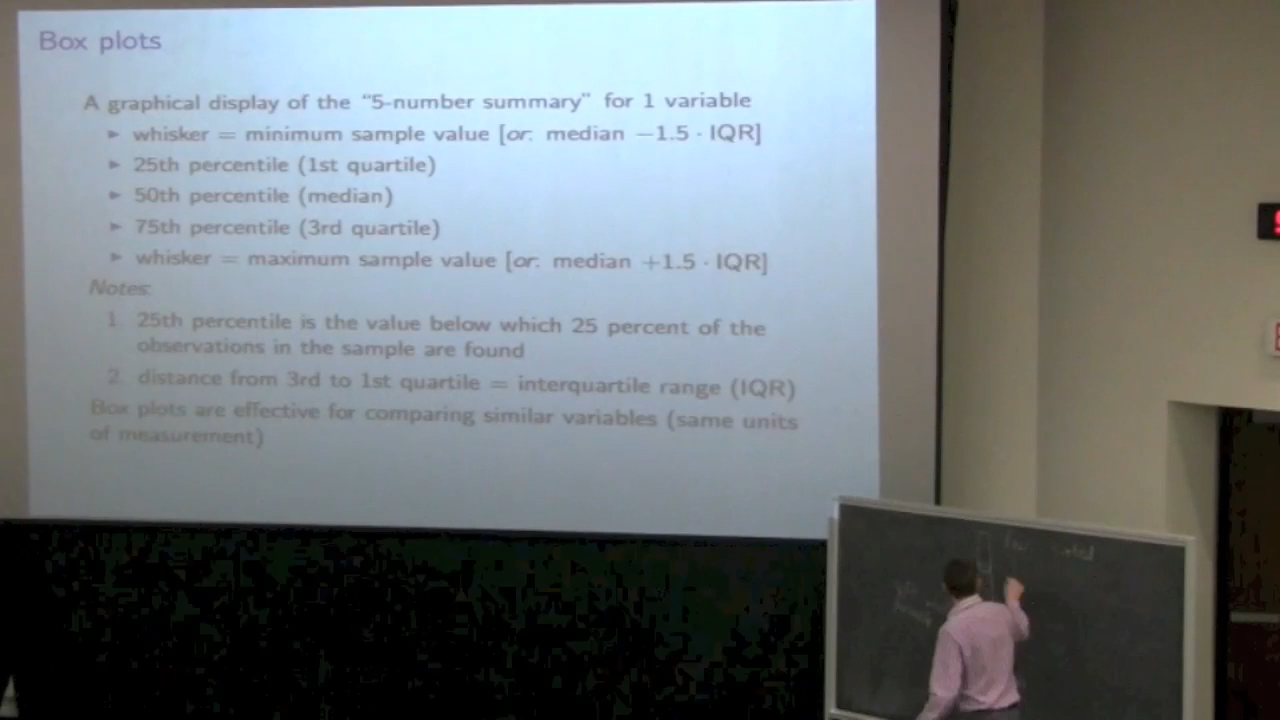 Box plots
A graphical display of the “5-number summary” for 1 variable
► whisker = minimum sample value [or: median −1.5 · IQR]
► 25th percentile (1st quartile)
► 50th percentile (median)
► 75th percentile (3rd quartile)
► whisker = maximum sample value [or: median +1.5 · IQR]
Notes:
1. 25th percentile is the value below which 25 percent of the
observations in the sample are found
2. distance from 3rd to 1st quartile = interquartile range (IQR)
Box plots are effective for comparing similar variables (same units
of measurement)